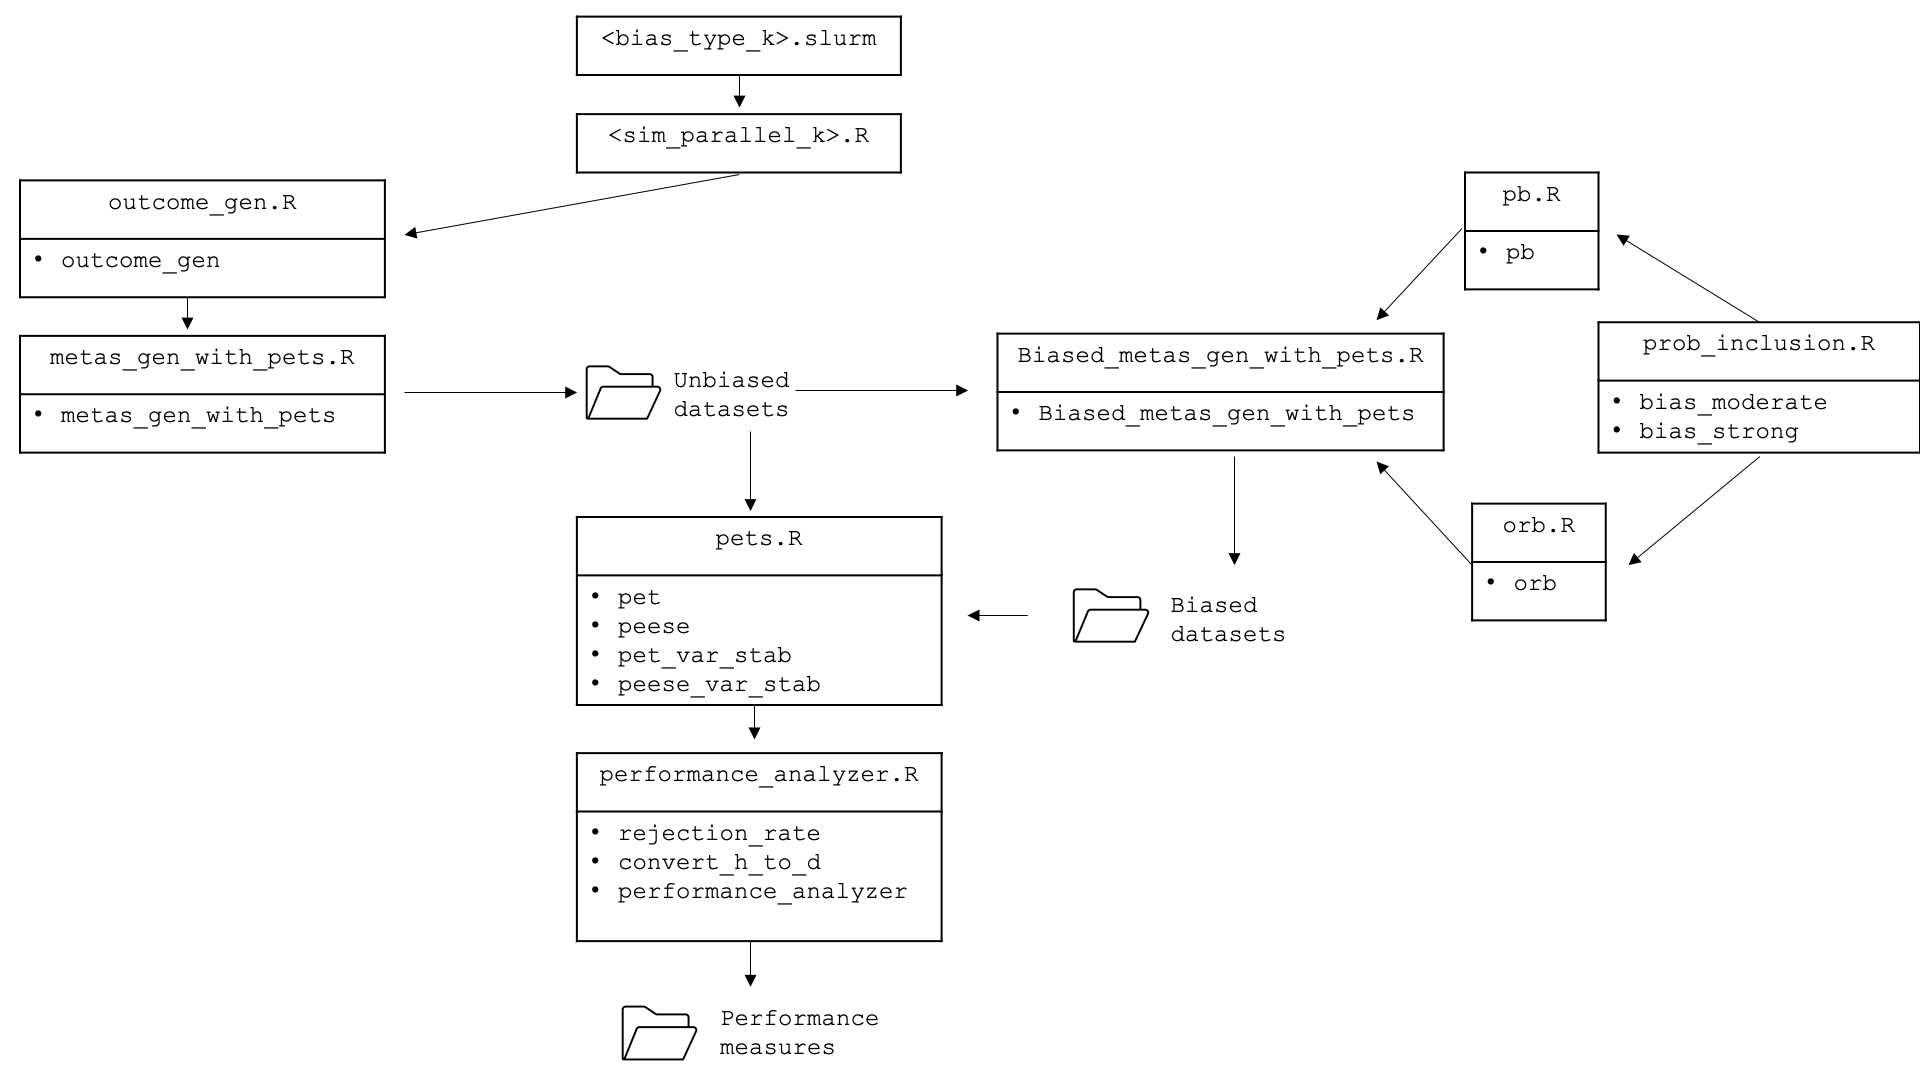 <bias_type_k>.slurm
<sim_parallel_k>.R
outcome_gen.R
• outcome_gen
metas_gen_with_pets.R
• metas_gen_with_pets
Unbiased
datasets
Biased_metas_gen_with_pets.R
• Biased_metas_gen_with_pets
pb.R
• pb
prob_inclusion.R
• bias_moderate
• bias_strong
orb.R
• orb
Biased
datasets
pets.R
• pet
• peese
• pet_var_stab
• peese_var_stab
performance_analyzer.R
• rejection_rate
• convert_h_to_d
• performance_analyzer
Performance
measures